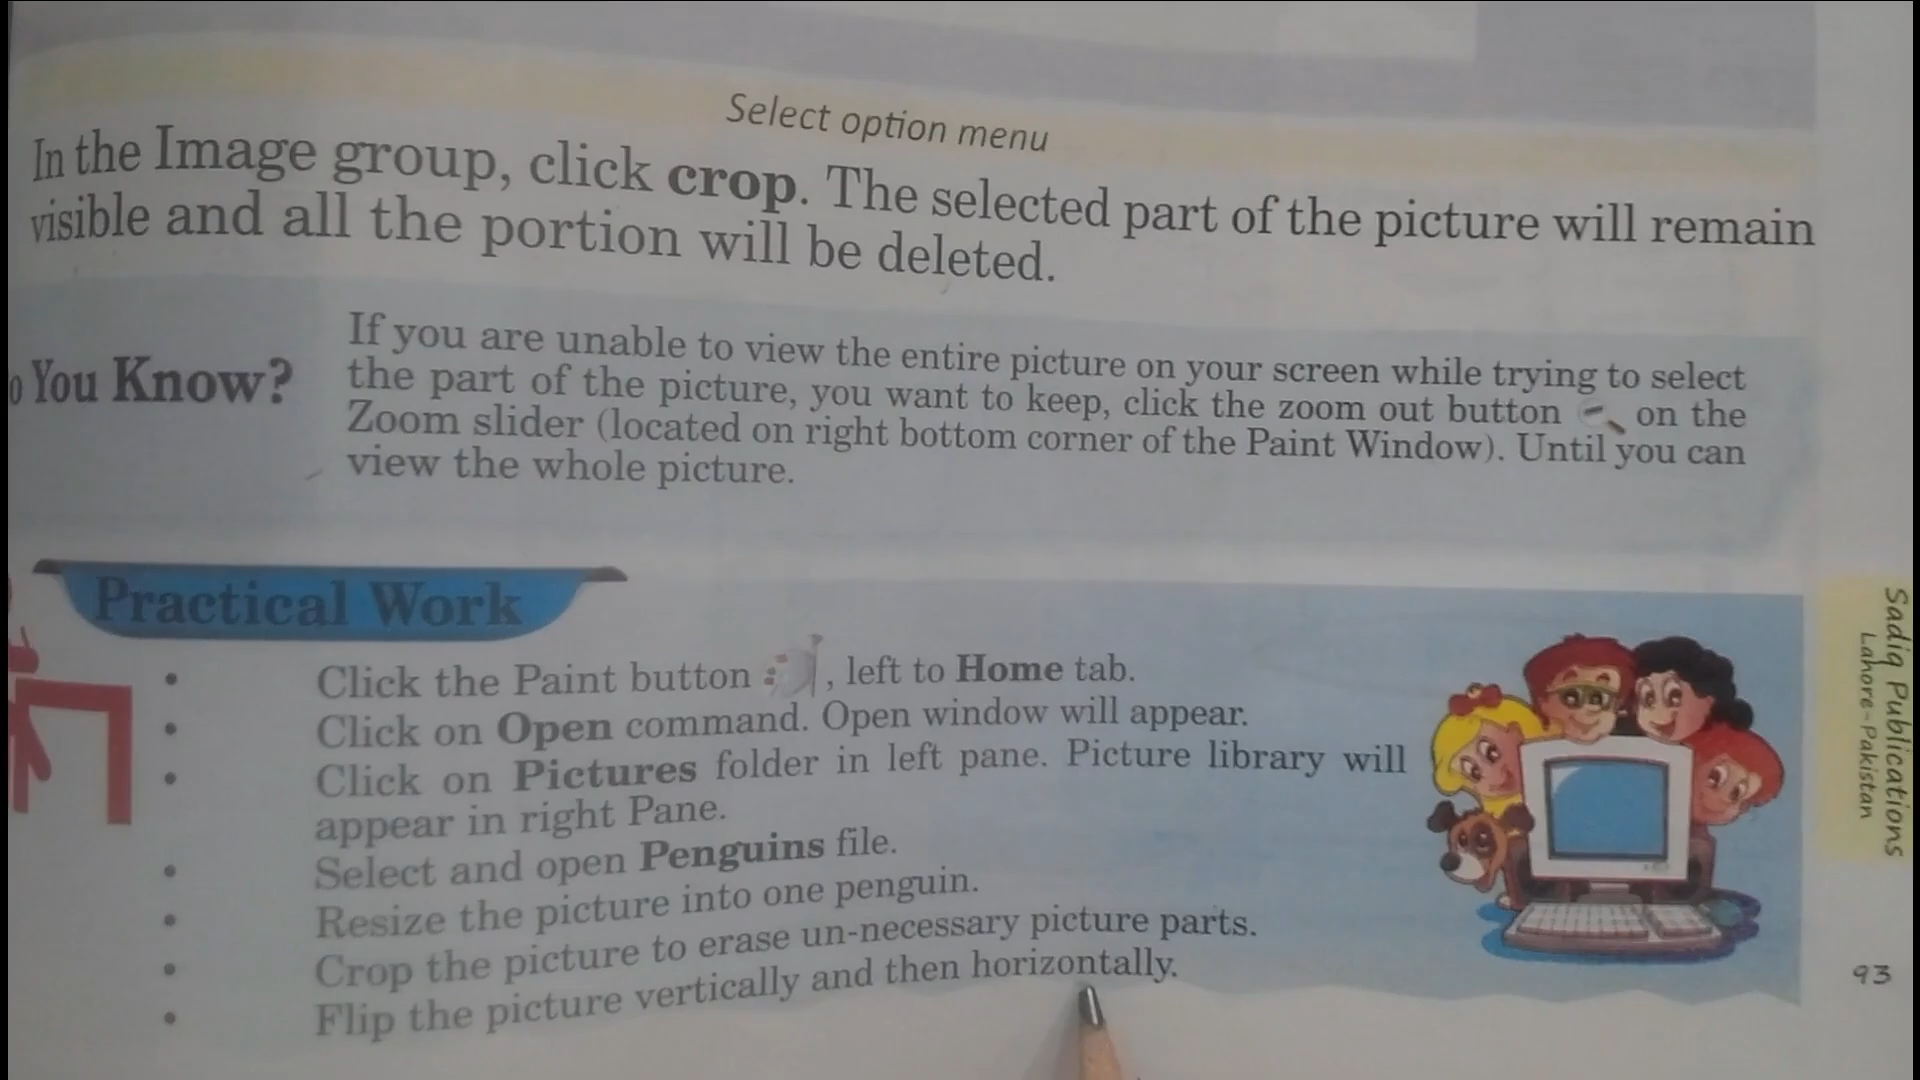 Select option menu
In the Image group, click crop. The selected part of the picture will remain
visible and all the portion will be deleted.
o You Know?
If you are unable to view the entire picture on your screen while trying to select
the part of the picture, you want to keep, click the zoom out button on the
Zoom slider (located on right bottom corner of the Paint Window). Until you can
view the whole picture.
Practical Work
• Click the Paint button , left to Home tab.
• Click on Open command. Open window will appear.
• Click on Pictures folder in left pane. Picture library will
appear in right Pane.
• Select and open Penguins file.
• Resize the picture into one penguin.
• Crop the picture to erase un-necessary picture parts.
• Flip the picture vertically and then horizontally.
Sadiq Publications
Lahore-Pakistan
93